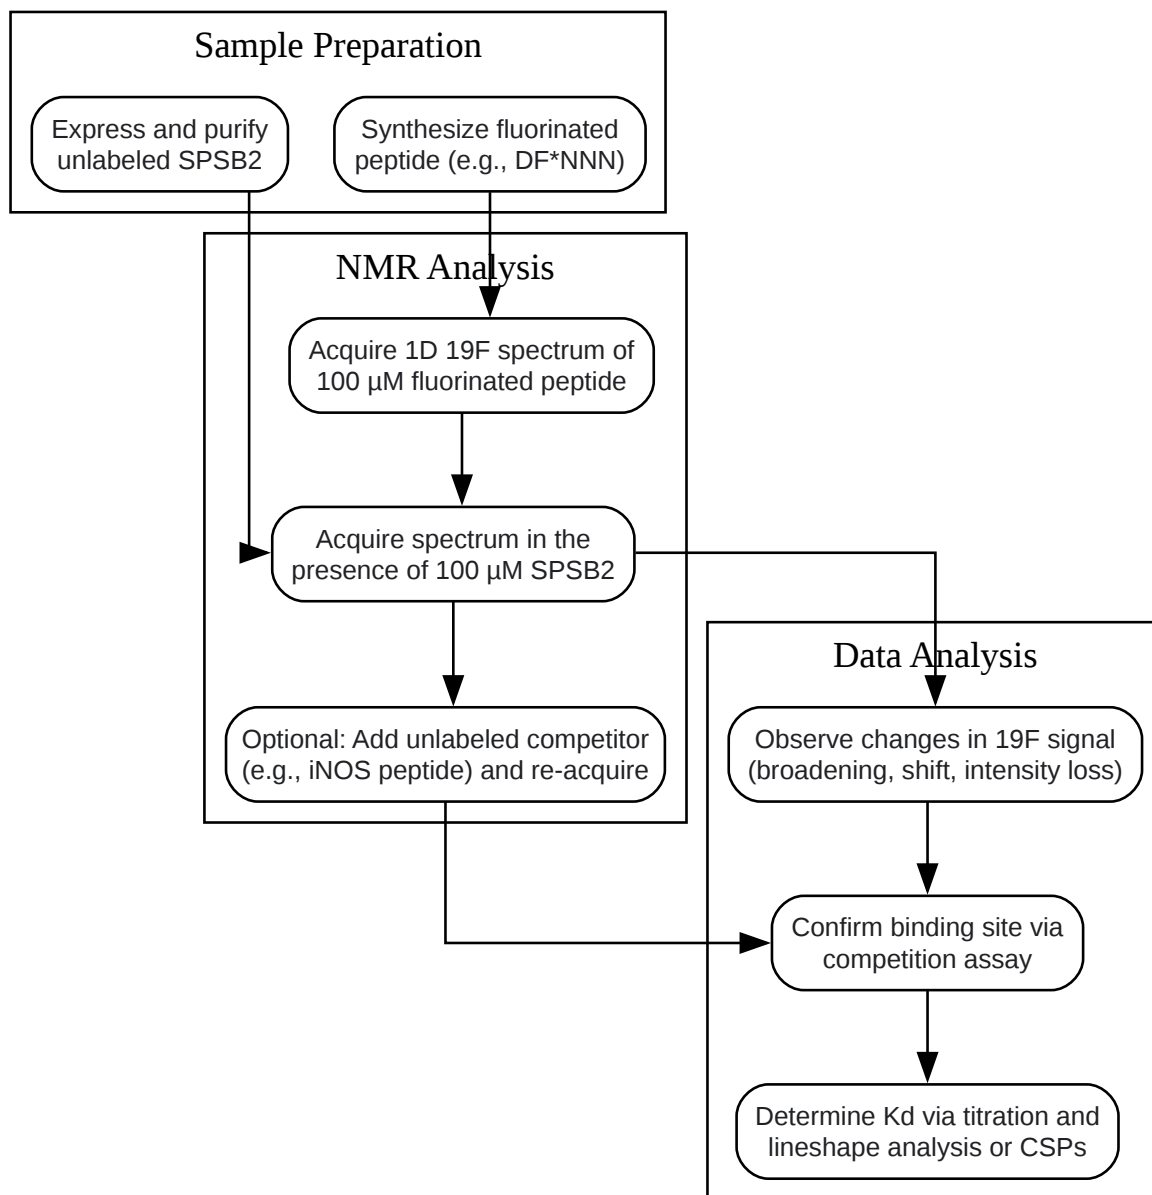 Sample Preparation
Express and purify
unlabeled SPSB2
Synthesize fluorinated
peptide (e.g., DF*NNN)
NMR Analysis
Acquire 1D 19F spectrum of
100 µM fluorinated peptide
Acquire spectrum in the
presence of 100 µM SPSB2
Optional: Add unlabeled competitor
(e.g., iNOS peptide) and re-acquire
Data Analysis
Observe changes in 19F signal
(broadening, shift, intensity loss)
Confirm binding site via
competition assay
Determine Kd via titration and
lineshape analysis or CSPs